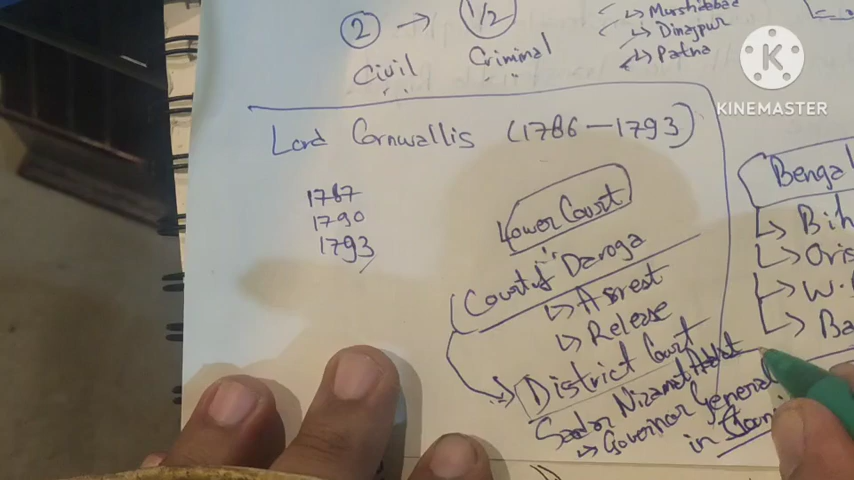 2 → 1/2
Civil
Criminal
↳ Murshidabad
↳ Dinajpur
↳ Patna
KINEMASTER
Lord Cornwallis (1786-1793)
1787
1790
1793
Lower Court
Court of Daroga
↳ Arrest
↳ Release
District Court
Sadar Nizamat Adalat
→ Governor General
in
Bengal
↳ Bih
↳ Oris
↳ W.
↳ Ba